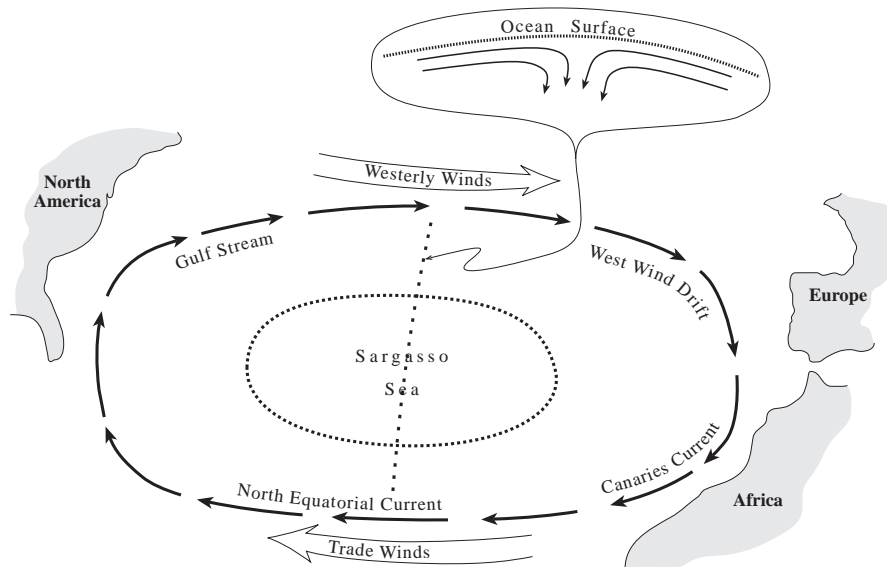 Ocean Surface
Westerly Winds
North
America
Gulf Stream
West Wind Drift
Europe
Sargasso
Sea
Canaries Current
North Equatorial Current
Africa
Trade Winds